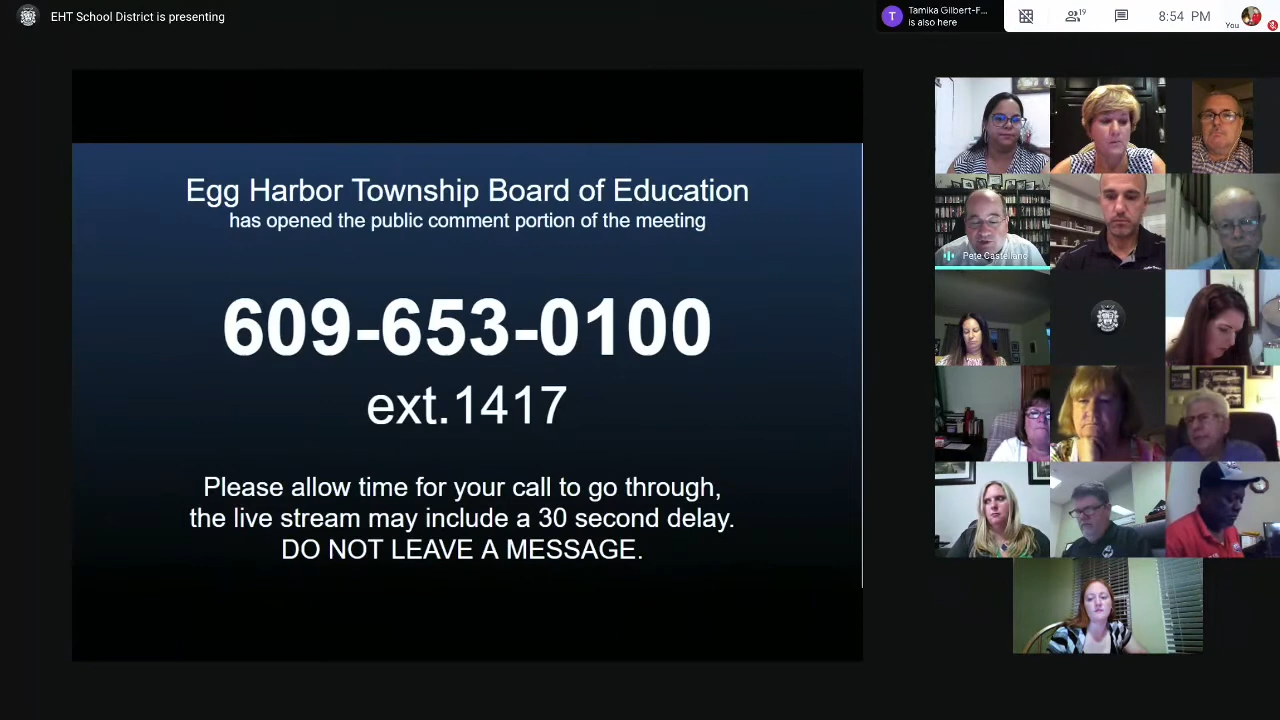 EHT School District is presenting
T
Tamika Gilbert-F...
is also here
19
8:54 PM
You
Egg Harbor Township Board of Education
has opened the public comment portion of the meeting
609-653-0100
ext.1417
Please allow time for your call to go through,
the live stream may include a 30 second delay.
DO NOT LEAVE A MESSAGE.
Pete Castellano